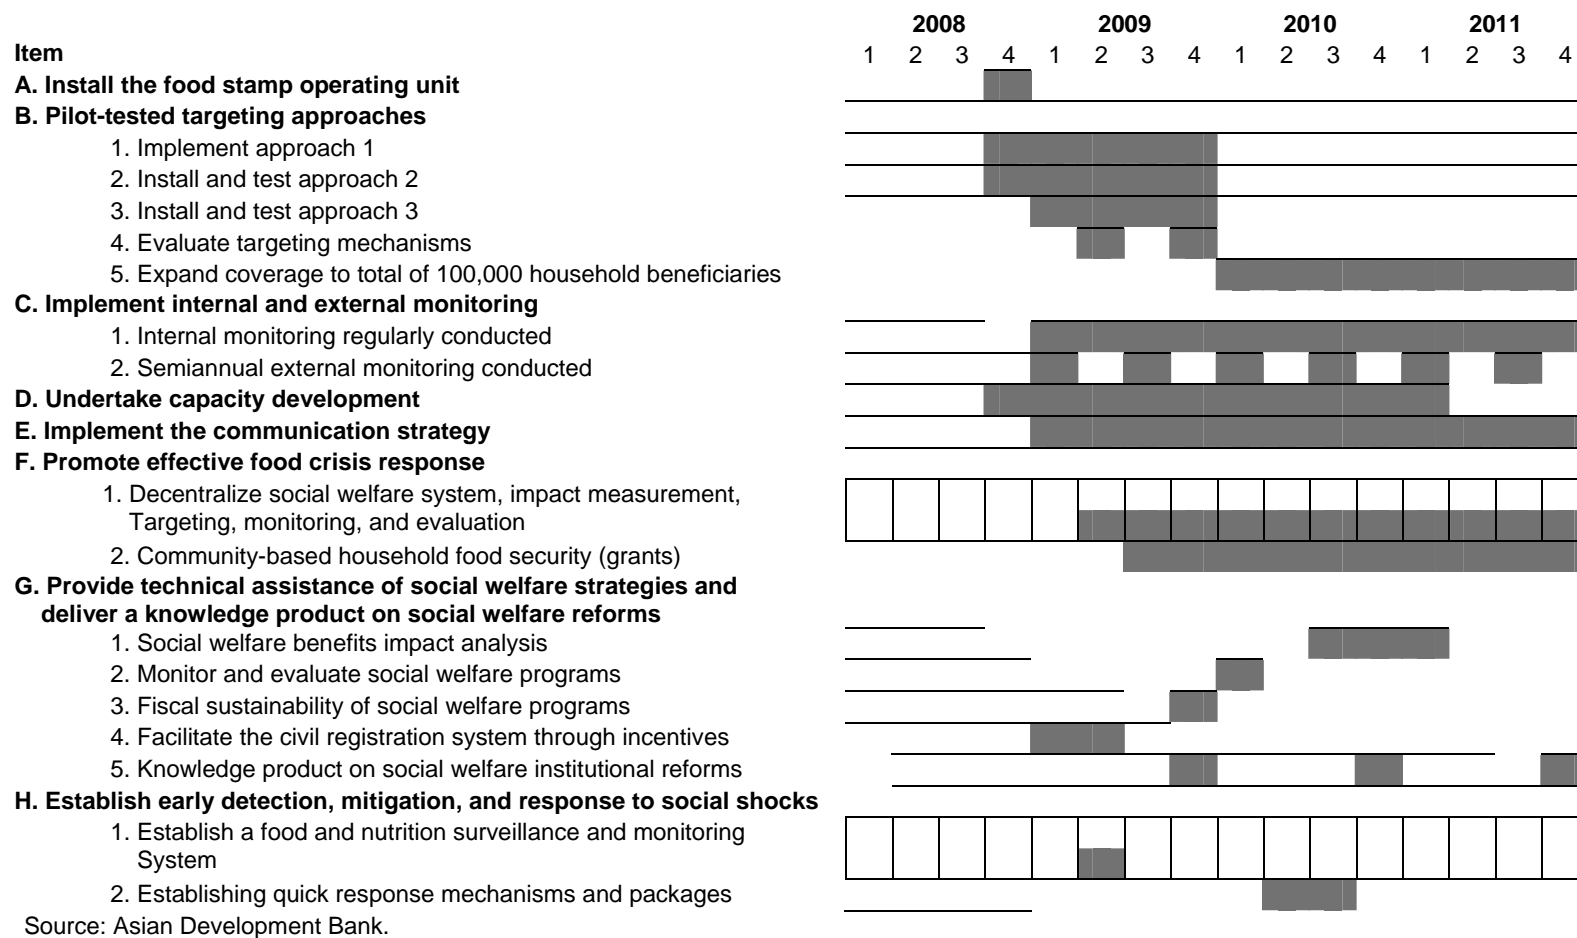 2008 2009 2010 2011
Item 1 2 3 4 1 2 3 4 1 2 3 4 1 2 3 4
A. Install the food stamp operating unit
B. Pilot-tested targeting approaches
1. Implement approach 1
2. Install and test approach 2
3. Install and test approach 3
4. Evaluate targeting mechanisms
5. Expand coverage to total of 100,000 household beneficiaries
C. Implement internal and external monitoring
1. Internal monitoring regularly conducted
2. Semiannual external monitoring conducted
D. Undertake capacity development
E. Implement the communication strategy
F. Promote effective food crisis response
1. Decentralize social welfare system, impact measurement,
Targeting, monitoring, and evaluation
2. Community-based household food security (grants)
G. Provide technical assistance of social welfare strategies and
deliver a knowledge product on social welfare reforms
1. Social welfare benefits impact analysis
2. Monitor and evaluate social welfare programs
3. Fiscal sustainability of social welfare programs
4. Facilitate the civil registration system through incentives
5. Knowledge product on social welfare institutional reforms
H. Establish early detection, mitigation, and response to social shocks
1. Establish a food and nutrition surveillance and monitoring
System
2. Establishing quick response mechanisms and packages
Source: Asian Development Bank.